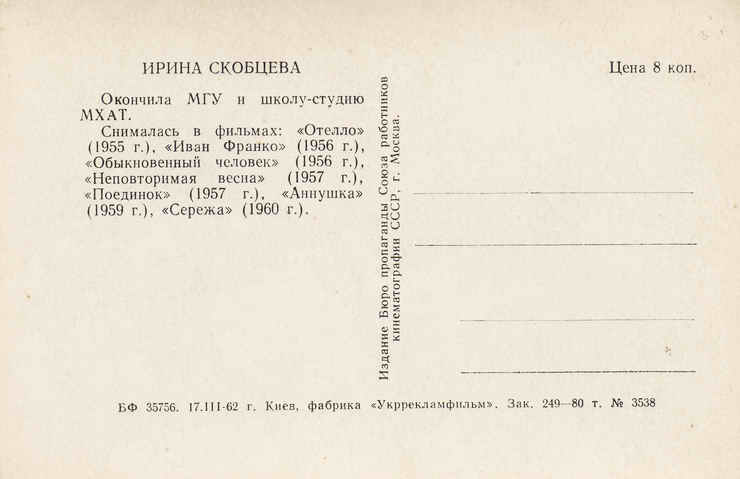 ИРИНА СКОБЦЕВА
Окончила МГУ и школу-студию
МХАТ.
Снималась в фильмах: «Отелло»
(1955 г.), «Иван Франко» (1956 г.),
«Обыкновенный человек» (1956 г.),
«Неповторимая весна» (1957 г.),
«Поединок» (1957 г.), «Аннушка»
(1959 г.), «Сережа» (1960 г.).
Издание Бюро пропаганды Союза работников
кинематографии СССР, г. Москва.
Цена 8 коп.
БФ 35756. 17.III-62 г. Киев, фабрика «Укррекламфильм». Зак. 249—80 т. № 3538